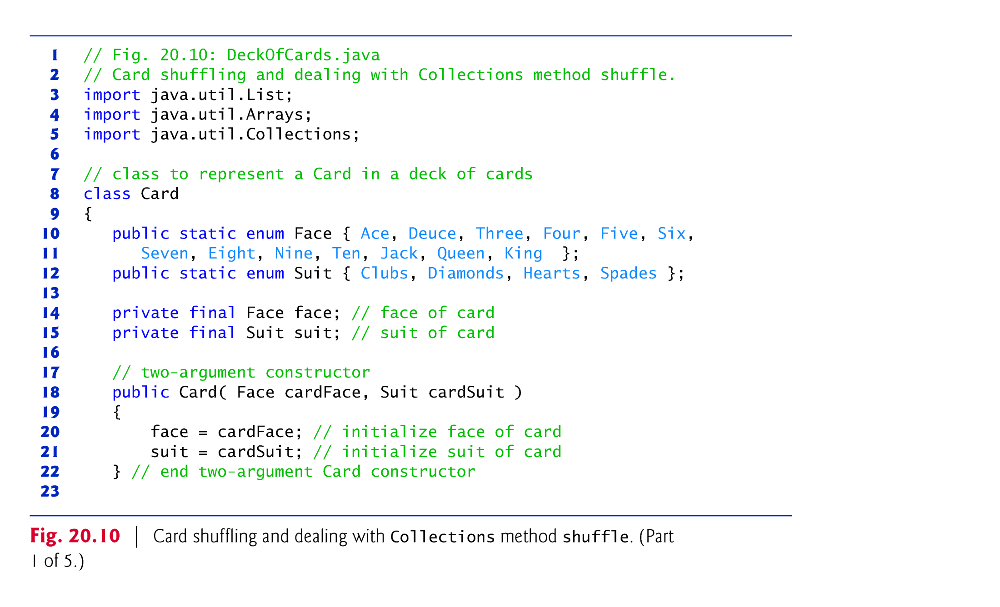 1 // Fig. 20.10: DeckOfCards.java
2 // Card shuffling and dealing with Collections method shuffle.
3 import java.util.List;
4 import java.util.Arrays;
5 import java.util.Collections;
6
7 // class to represent a Card in a deck of cards
8 class Card
9 {
10 public static enum Face { Ace, Deuce, Three, Four, Five, Six,
11 Seven, Eight, Nine, Ten, Jack, Queen, King };
12 public static enum Suit { Clubs, Diamonds, Hearts, Spades };
13
14 private final Face face; // face of card
15 private final Suit suit; // suit of card
16
17 // two-argument constructor
18 public Card( Face cardFace, Suit cardSuit )
19 {
20 face = cardFace; // initialize face of card
21 suit = cardSuit; // initialize suit of card
22 } // end two-argument Card constructor
23
Fig. 20.10 | Card shuffling and dealing with Collections method shuffle. (Part
1 of 5.)